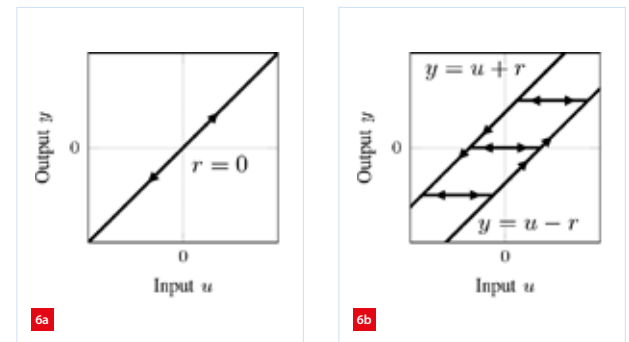 Output y
0
r = 0
0
Input u
6a
y = u + r
Output y
0
y = u − r
0
Input u
6b